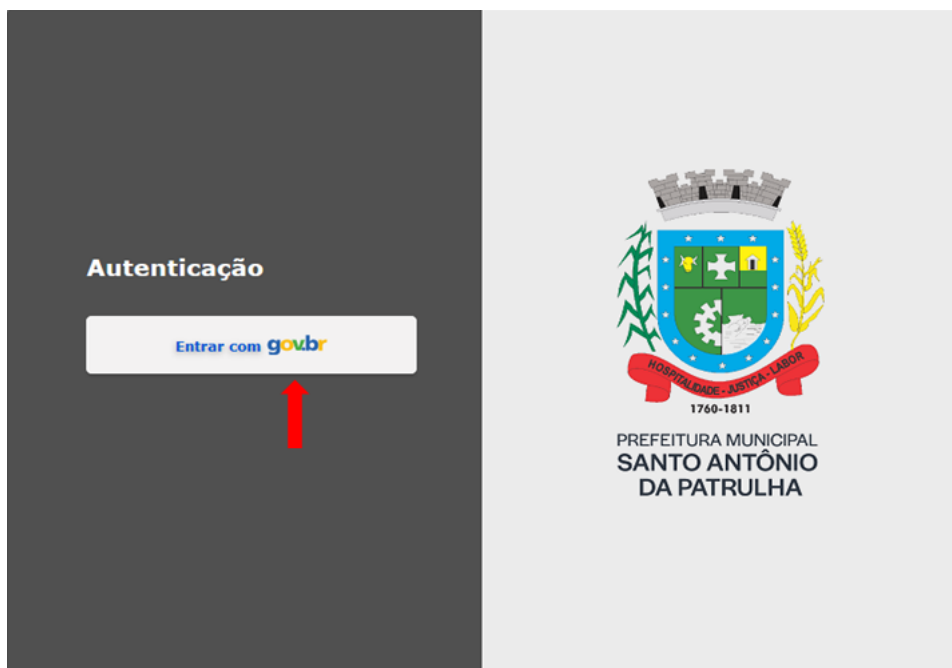 Autenticação
Entrar com gov.br
HOSPITALIDADE - JUSTIÇA - LABOR
1760-1811
PREFEITURA MUNICIPAL
SANTO ANTÔNIO
DA PATRULHA